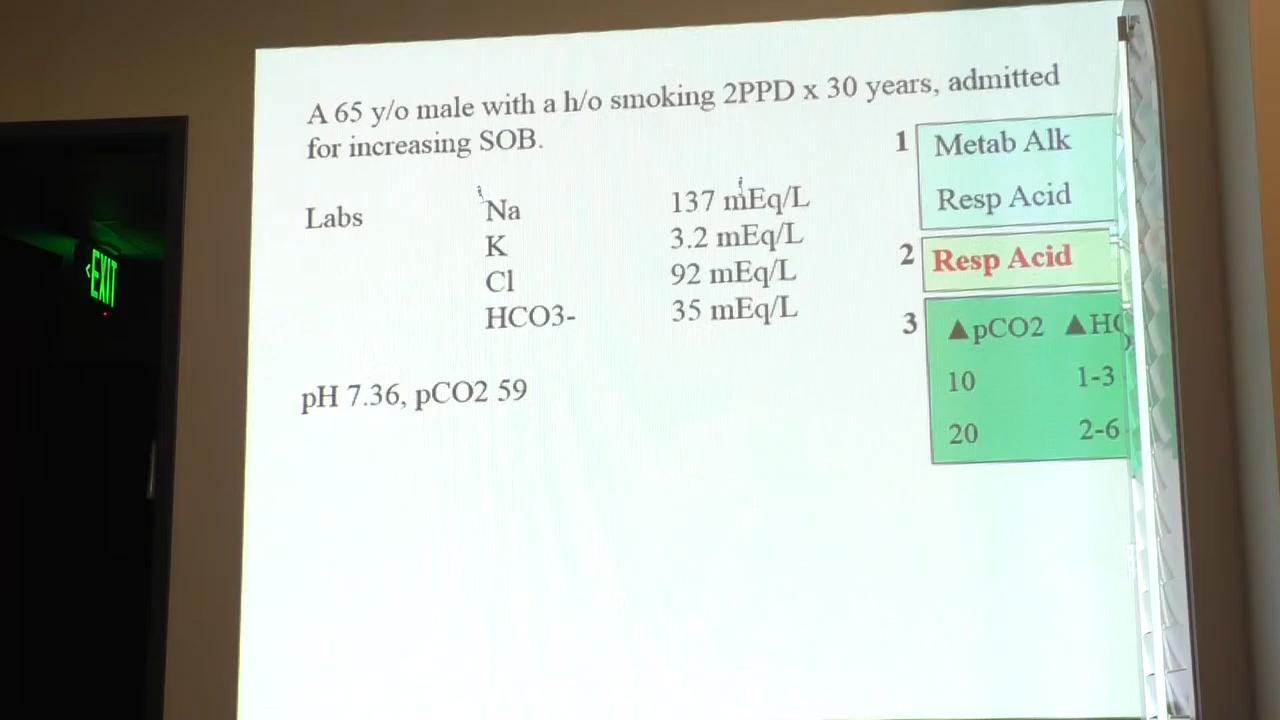 A 65 y/o male with a h/o smoking 2PPD x 30 years, admitted
for increasing SOB.
Labs
Na 137 mEq/L
K 3.2 mEq/L
Cl 92 mEq/L
HCO3- 35 mEq/L
pH 7.36, pCO2 59
1 Metab Alk
Resp Acid
2 Resp Acid
3 ▲pCO2 ▲HC
10 1-3
20 2-6
EXIT